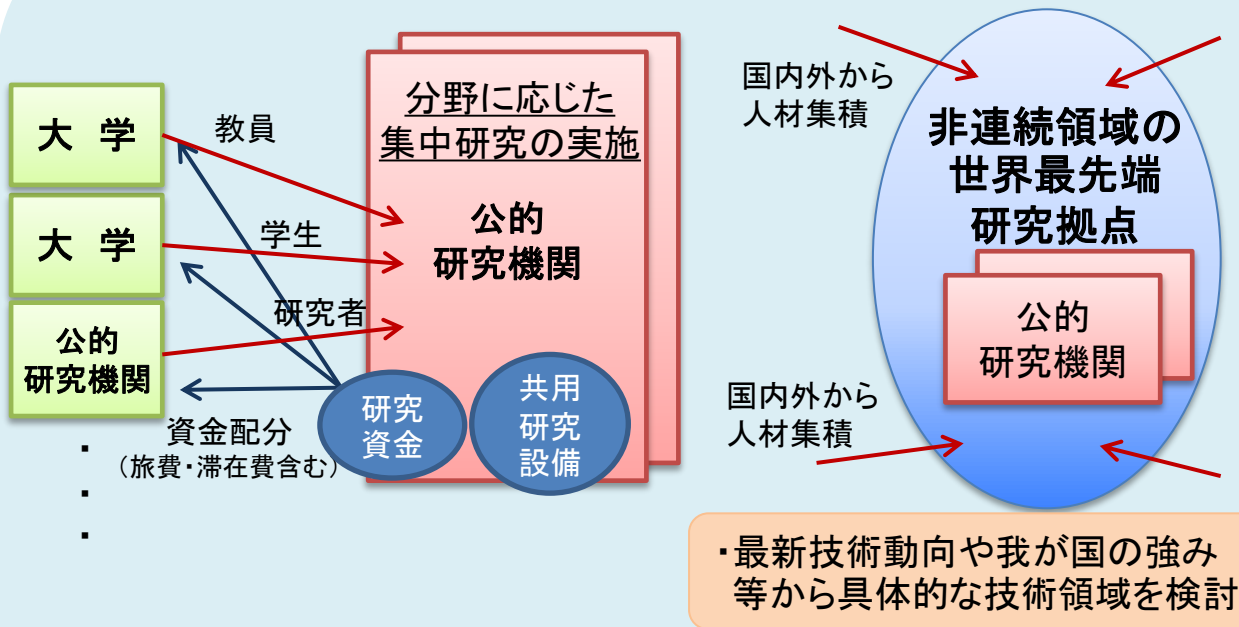 大 学
大 学
公的
研究機関
・
・
・
教員
学生
研究者
資金配分
（旅費・滞在費含む）
分野に応じた
集中研究の実施
公的
研究機関
研究
資金
共用
研究
設備
国内外から
人材集積
非連続領域の
世界最先端
研究拠点
公的
研究機関
国内外から
人材集積
・最新技術動向や我が国の強み
等から具体的な技術領域を検討